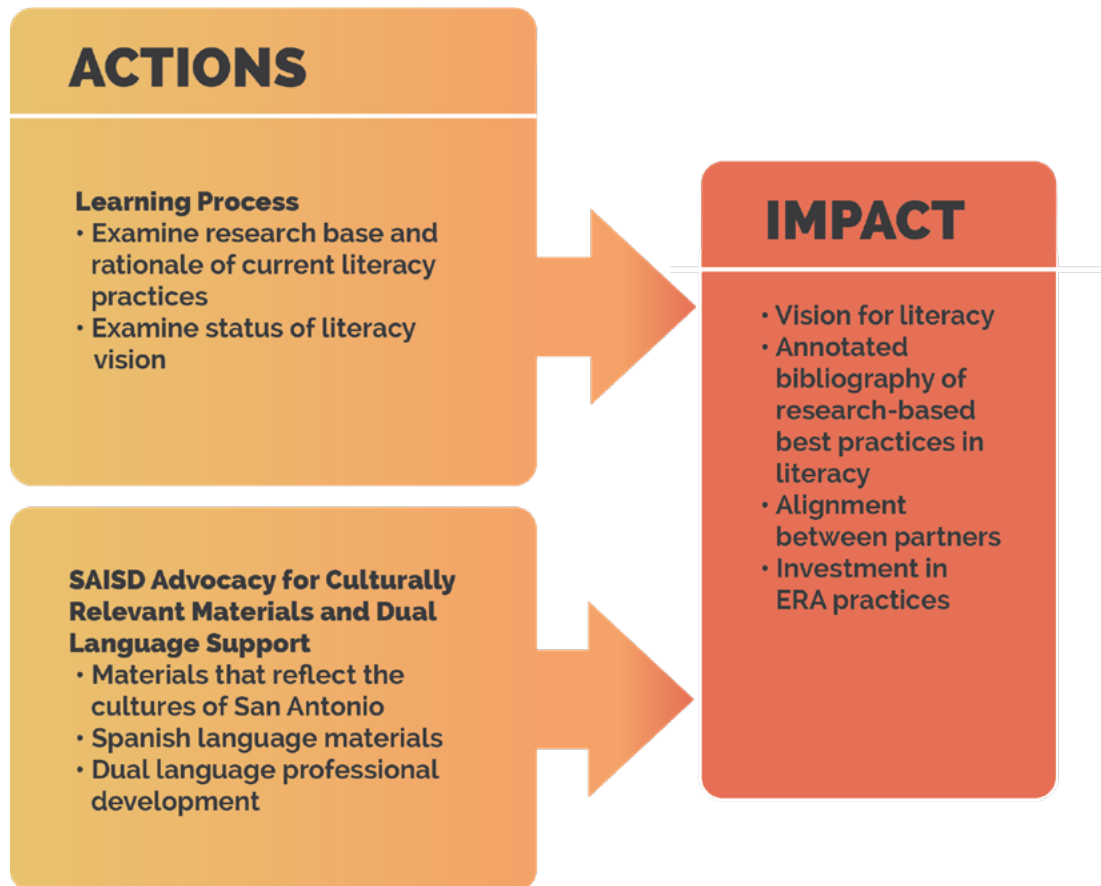 ACTIONS
Learning Process
• Examine research base and
rationale of current literacy
practices
• Examine status of literacy
vision
SAISD Advocacy for Culturally
Relevant Materials and Dual
Language Support
• Materials that reflect the
cultures of San Antonio
• Spanish language materials
• Dual language professional
development
IMPACT
• Vision for literacy
• Annotated
bibliography of
research-based
best practices in
literacy
• Alignment
between partners
• Investment in
ERA practices